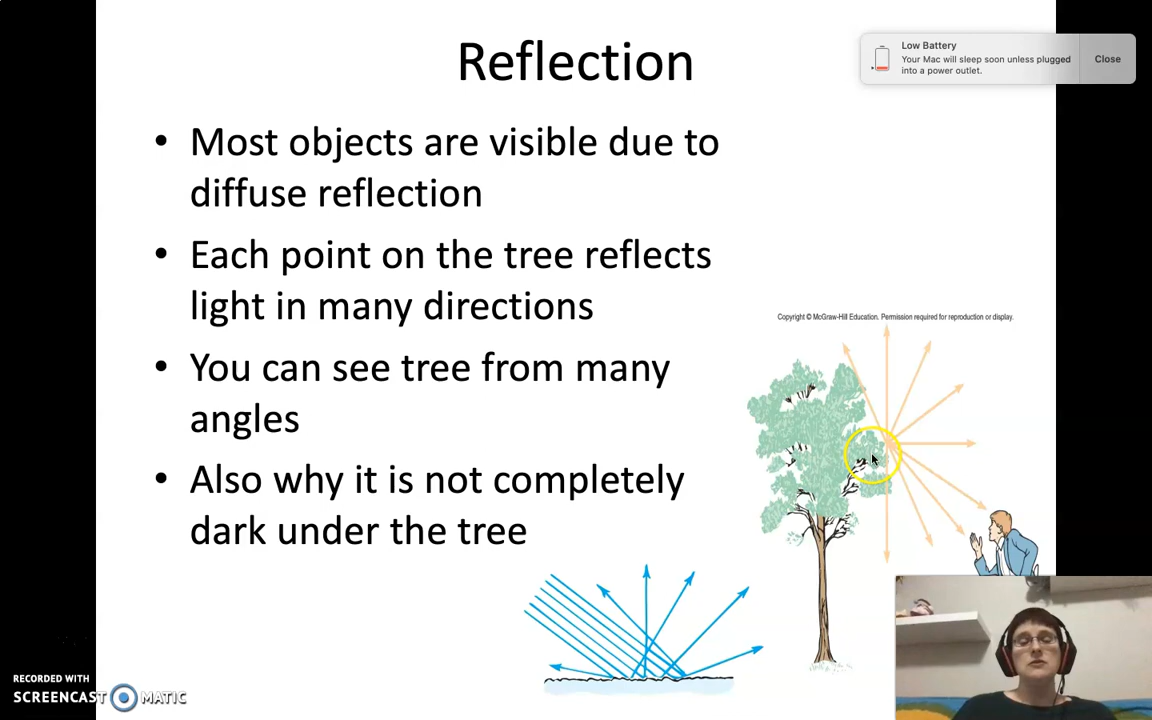 Reflection
Low Battery
Your Mac will sleep soon unless plugged
into a power outlet.
Close
• Most objects are visible due to
diffuse reflection
• Each point on the tree reflects
light in many directions
• You can see tree from many
angles
• Also why it is not completely
dark under the tree
Copyright © McGraw-Hill Education. Permission required for reproduction or display.
RECORDED WITH
SCREENCAST MATIC